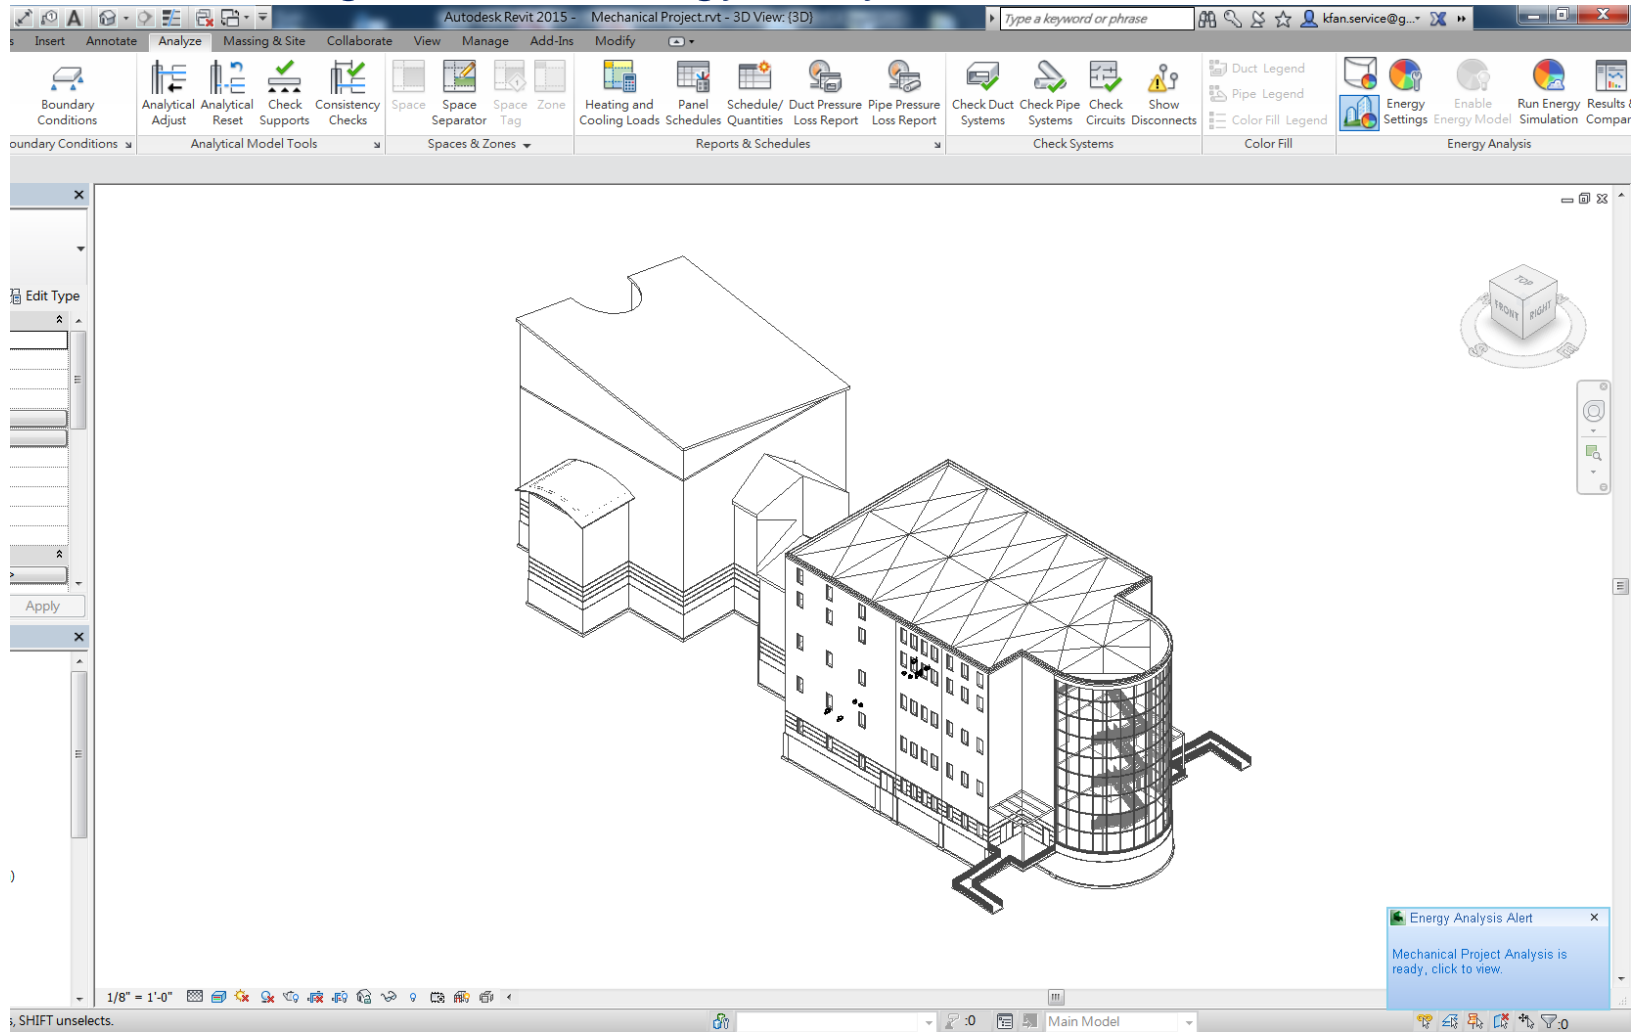 Autodesk Revit 2015 - Mechanical Project.rvt - 3D View: {3D}
Type a keyword or phrase
kfan.service@g...
Insert Annotate Analyze Massing & Site Collaborate View Manage Add-Ins Modify
Boundary Conditions
Analytical Adjust
Analytical Reset
Check Supports
Consistency Checks
Space
Space Separator
Space Tag
Zone
Heating and Cooling Loads
Panel Schedules
Schedule/ Quantities
Duct Pressure Loss Report
Pipe Pressure Loss Report
Check Duct Systems
Check Pipe Systems
Check Circuits
Show Disconnects
Duct Legend
Pipe Legend
Color Fill Legend
Energy Settings
Enable Energy Model
Run Energy Simulation
Results &
Compar
oundary Conditions
Analytical Model Tools
Spaces & Zones
Reports & Schedules
Check Systems
Color Fill
Energy Analysis
Edit Type
TOP
FRONT
RIGHT
Apply
)
Energy Analysis Alert
Mechanical Project Analysis is
ready, click to view.
1/8" = 1'-0"
s, SHIFT unselects.
:0
Main Model
:0